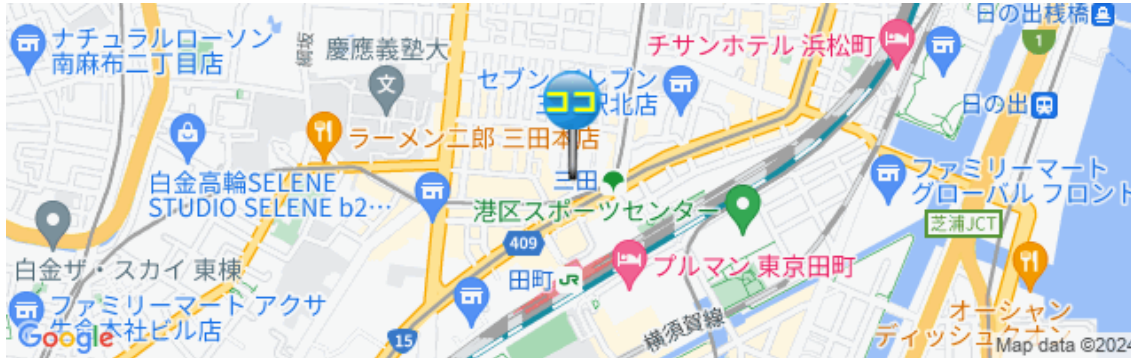 日の出桟橋
1
ナチュラルローソン
南麻布二丁目店
綱坂
慶應義塾大
文
チサンホテル 浜松町
セブン
レブン
駅北店
ココ
日の出
ラーメン二郎 三田本店
白金高輪SELENE
STUDIO SELENE b2…
三田
ファミリーマート
グローバル フロント
港区スポーツセンター
芝浦JCT
409
白金ザ・スカイ 東棟
田町 JR
プルマン 東京田町
ファミリーマート アクサ
生命本社ビル店
15
横須賀線
オーシャン
ディッシュクオン
Google
Map data ©2024